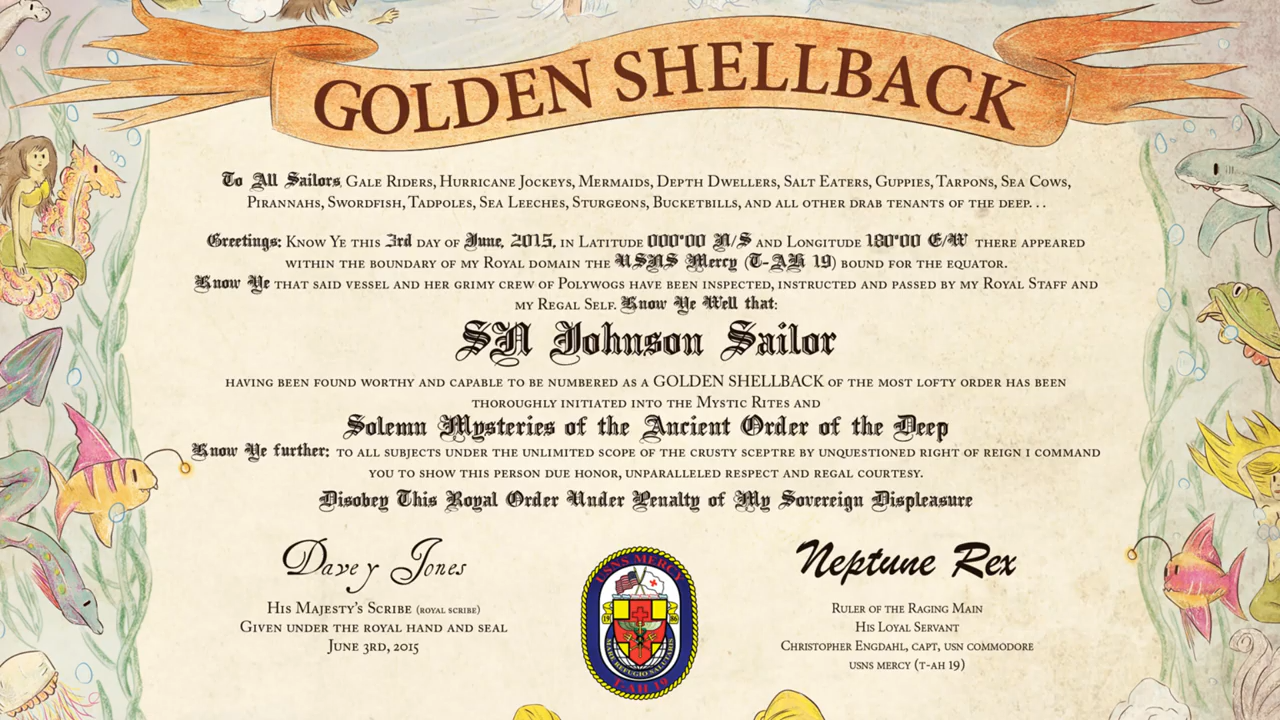 GOLDEN SHELLBACK
To All Sailors, Gale Riders, Hurricane Jockeys, Mermaids, Depth Dwellers, Salt Eaters, Guppies, Tarpons, Sea Cows,
Pirannahs, Swordfish, Tadpoles, Sea Leeches, Sturgeons, Bucketbills, and all other drab tenants of the deep. . .
Greetings: Know Ye this 3rd day of June, 2015, in Latitude 000°00 N/S and Longitude 180°00 E/W there appeared
within the boundary of my Royal domain the USNS Mercy (T-AH 19) bound for the equator.
Know Ye that said vessel and her grimy crew of Polywogs have been inspected, instructed and passed by my Royal Staff and
my Regal Self. Know Ye Well that:
SN Johnson Sailor
having been found worthy and capable to be numbered as a GOLDEN SHELLBACK of the most lofty order has been
thoroughly initiated into the Mystic Rites and
Solemn Mysteries of the Ancient Order of the Deep
Know Ye further: to all subjects under the unlimited scope of the crusty sceptre by unquestioned right of reign I command
you to show this person due honor, unparalleled respect and regal courtesy.
Disobey This Royal Order Under Penalty of My Sovereign Displeasure
Davey Jones
His Majesty's Scribe (royal scribe)
Given under the royal hand and seal
June 3rd, 2015
USNS MERCY
19 86
MARE REFUGIO SALUTARIS
T-AH 19
Neptune Rex
Ruler of the Raging Main
His Loyal Servant
Christopher Engdahl, capt, usn commodore
usns mercy (t-ah 19)